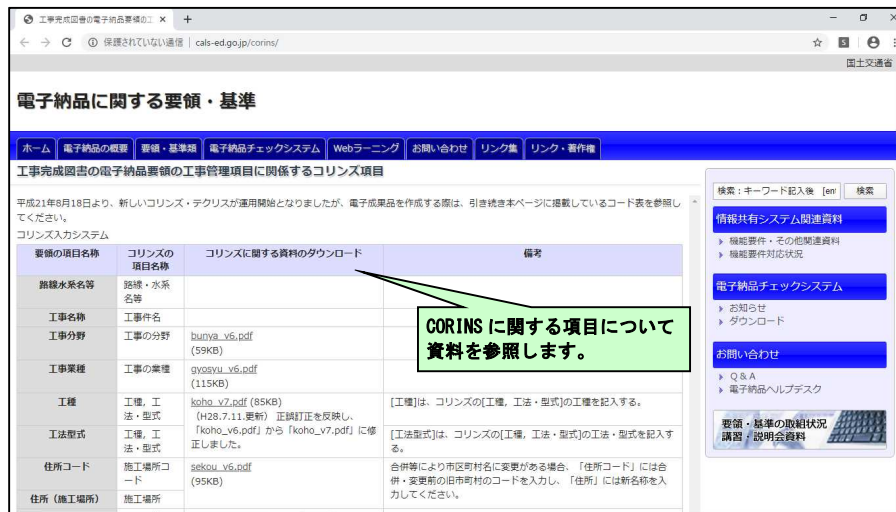 工事完成図書の電子納品要領の工
保護されていない通信 | cals-ed.go.jp/corins/
国土交通省
電子納品に関する要領・基準
ホーム 電子納品の概要 要領・基準類 電子納品チェックシステム Webラーニング お問い合わせ リンク集 リンク・著作権
工事完成図書の電子納品要領の工事管理項目に関係するコリンズ項目
平成21年8月18日より、新しいコリンズ・テクリスが運用開始となりましたが、電子成果品を作成する際は、引き続き本ページに掲載しているコード表を参照し
てください。
コリンズ入力システム
要領の項目名称 コリンズの 項目名称 コリンズに関する資料のダウンロード 備考
路線水系名等 路線・水系
名等
工事名称 工事件名
工事分野 工事の分野 bunya_v6.pdf
(59KB)
工事業種 工事の業種 gyosyu_v6.pdf
(115KB)
工種 工種, 工
法・型式
koho_v7.pdf (85KB)
(H28.7.11.更新) 正誤訂正を反映し、
「koho_v6.pdf」から「koho_v7.pdf」に修
正しました。
[工種]は、コリンズの[工種, 工法・型式]の工種を記入する。
工法型式 工種, 工
法・型式
[工法型式]は、コリンズの[工種, 工法・型式]の工法・型式を記入す
る。
住所コード 施工場所コ
ード
sekou_v6.pdf
(95KB)
合併等により市区町村名に変更がある場合、「住所コード」には合
併・変更前の旧市町村のコードを入力し、「住所」には新名称を入
力してください。
住所（施工場所） 施工場所
CORINSに関する項目について
資料を参照します。
検索：キーワード記入後 [en 検索
情報共有システム関連資料
機能要件・その他関連資料
機能要件対応状況
電子納品チェックシステム
お知らせ
ダウンロード
お問い合わせ
Q＆A
電子納品ヘルプデスク
要領・基準の取組状況
講習・説明会資料